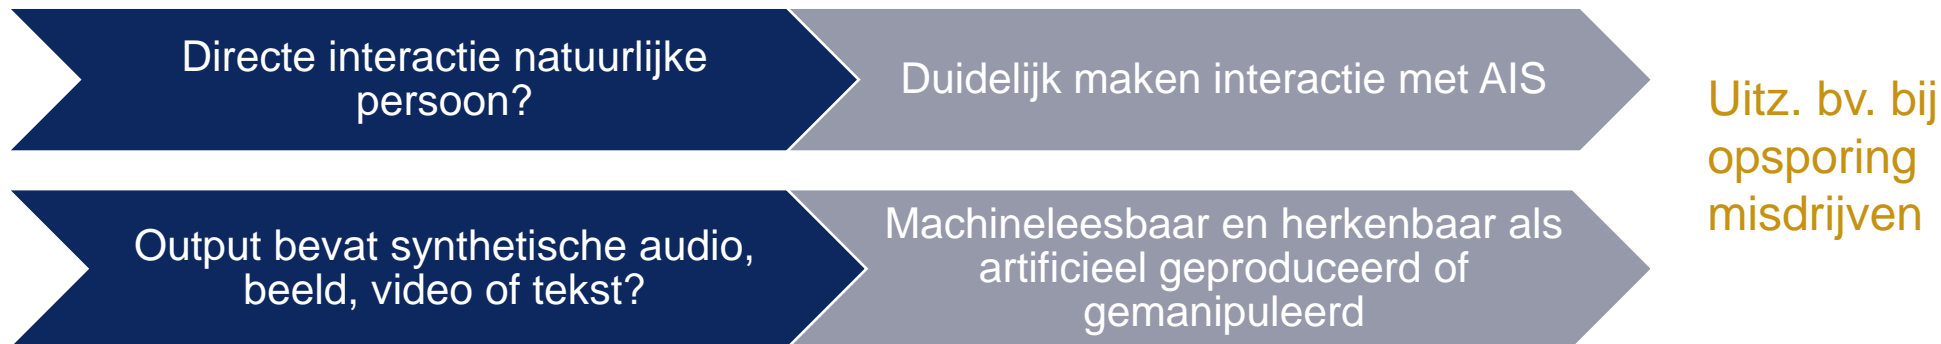 Directe interactie natuurlijke
persoon?
Duidelijk maken interactie met AIS
Uitz. bv. bij
opsporing
misdrijven
Output bevat synthetische audio,
beeld, video of tekst?
Machineleesbaar en herkenbaar als
artificieel geproduceerd of
gemanipuleerd